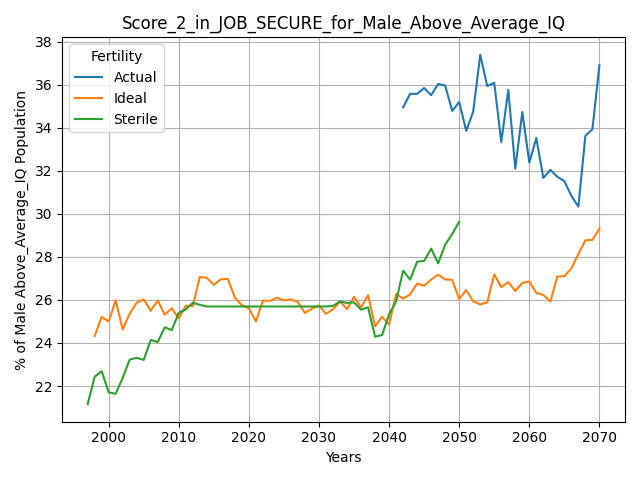 Score_2_in_JOB_SECURE_for_Male_Above_Average_IQ
% of Male Above_Average_IQ Population
38
36
34
32
30
28
26
24
22
Fertility
Actual
Ideal
Sterile
2000 2010 2020 2030 2040 2050 2060 2070
Years